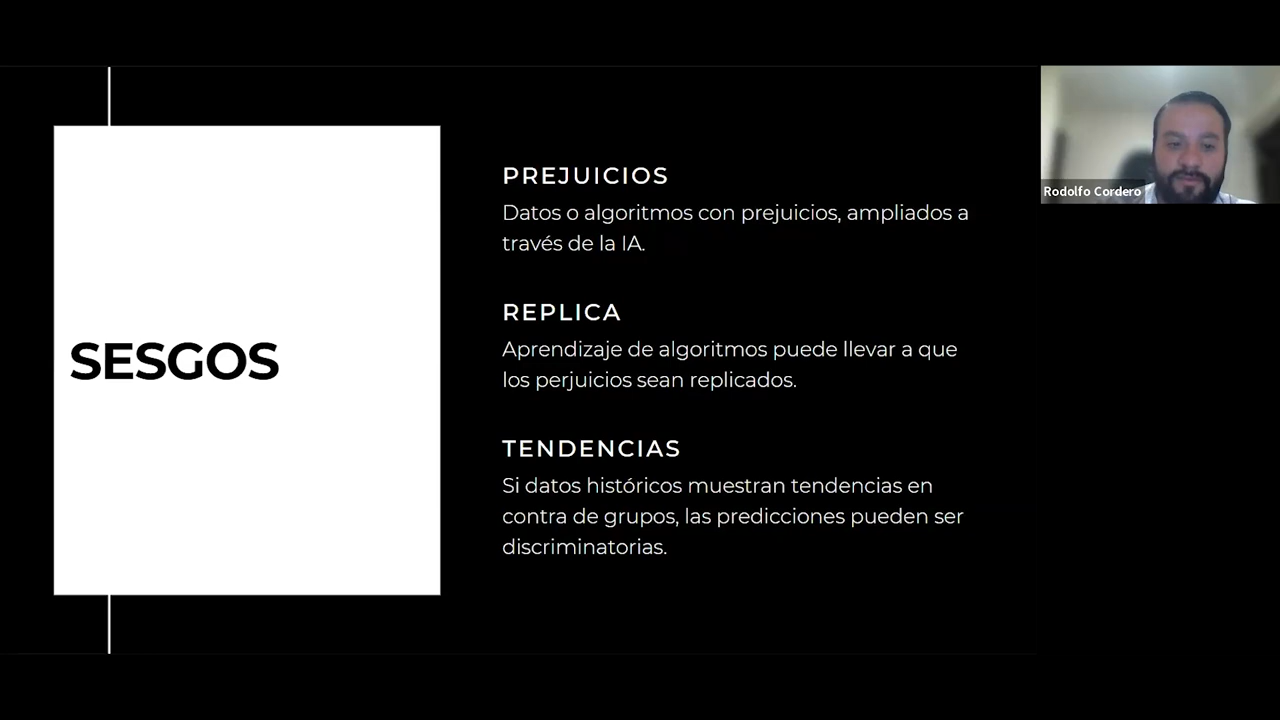 SESGOS
PREJUICIOS
Datos o algoritmos con prejuicios, ampliados a
través de la IA.
REPLICA
Aprendizaje de algoritmos puede llevar a que
los perjuicios sean replicados.
TENDENCIAS
Si datos históricos muestran tendencias en
contra de grupos, las predicciones pueden ser
discriminatorias.
Rodolfo Cordero